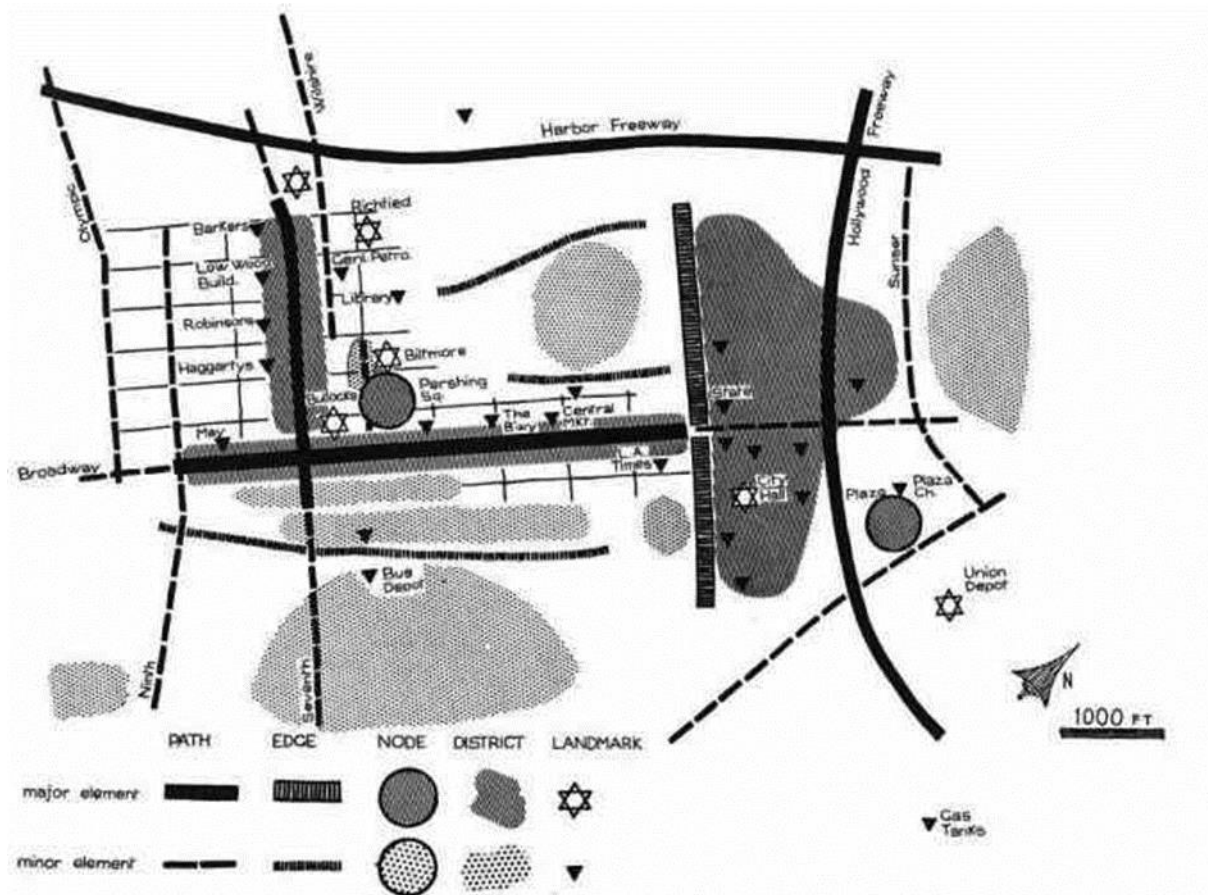 Wilshire
Harbor Freeway
Freeway
Hollywood
Sunset
Olympic
Richfield
Barkers
Genl. Petro.
Low Wood
Build.
Library
Robinsons
Biltmore
Haggartys
Pershing
Sq.
Bullocks
The
B'way
Central
Mkt.
State
May
Broadway
L.A.
Times
City
Hall
Plaza
Plaza
Ch.
Bus
Depot
Union
Depot
Ninth
Seventh
N
1000 FT
PATH EDGE NODE DISTRICT LANDMARK
major element
minor element
Gas
Tanks